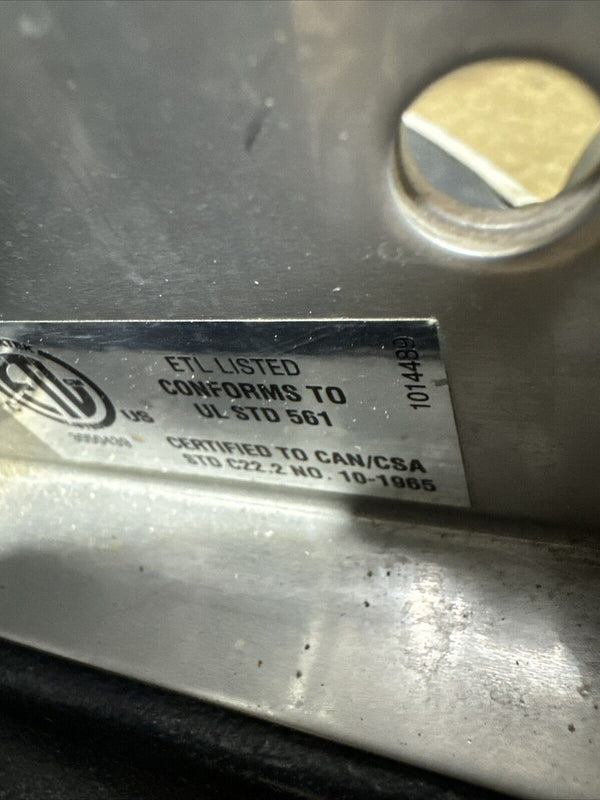 ETL
US
ETL LISTED
CONFORMS TO
UL STD 561
CERTIFIED TO CAN/CSA
STD C22.2 NO. 10-1965
1014489